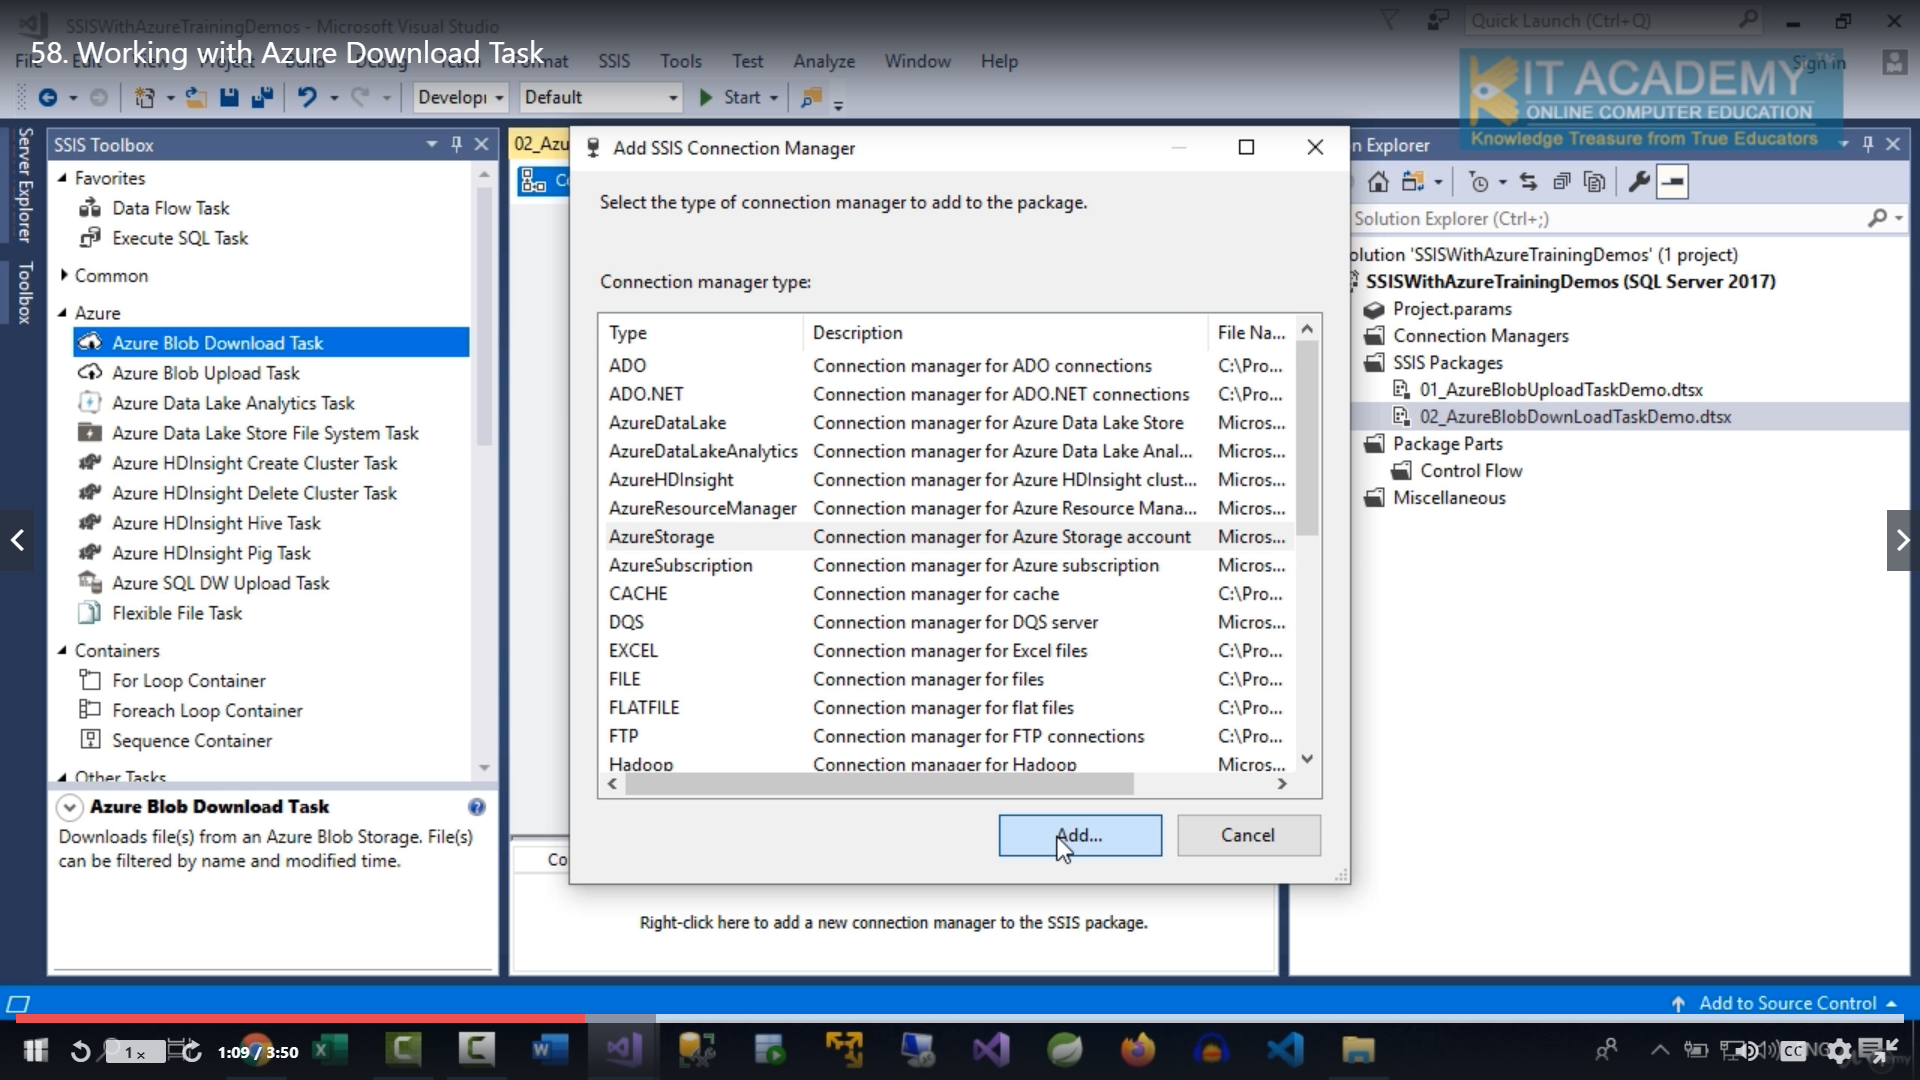 SSISWithAzureTrainingDemos - Microsoft Visual Studio
Quick Launch (Ctrl+Q)
58. Working with Azure Download Task
SSIS Tools Test Analyze Window Help
Sign in
KIT ACADEMY
ONLINE COMPUTER EDUCATION
Knowledge Treasure from True Educators
Developi Default Start
Server Explorer
Toolbox
SSIS Toolbox
Favorites
Data Flow Task
Execute SQL Task
Common
Azure
Azure Blob Download Task
Azure Blob Upload Task
Azure Data Lake Analytics Task
Azure Data Lake Store File System Task
Azure HDInsight Create Cluster Task
Azure HDInsight Delete Cluster Task
Azure HDInsight Hive Task
Azure HDInsight Pig Task
Azure SQL DW Upload Task
Flexible File Task
Containers
For Loop Container
Foreach Loop Container
Sequence Container
Other Tasks
Azure Blob Download Task
Downloads file(s) from an Azure Blob Storage. File(s)
can be filtered by name and modified time.
02_Azu
Co
Add SSIS Connection Manager
Select the type of connection manager to add to the package.
Connection manager type:
Type Description File Na...
ADO Connection manager for ADO connections C:\Pro...
ADO.NET Connection manager for ADO.NET connections C:\Pro...
AzureDataLake Connection manager for Azure Data Lake Store Micros...
AzureDataLakeAnalytics Connection manager for Azure Data Lake Anal... Micros...
AzureHDInsight Connection manager for Azure HDInsight clust... Micros...
AzureResourceManager Connection manager for Azure Resource Mana... Micros...
AzureStorage Connection manager for Azure Storage account Micros...
AzureSubscription Connection manager for Azure subscription Micros...
CACHE Connection manager for cache C:\Pro...
DQS Connection manager for DQS server Micros...
EXCEL Connection manager for Excel files C:\Pro...
FILE Connection manager for files C:\Pro...
FLATFILE Connection manager for flat files C:\Pro...
FTP Connection manager for FTP connections C:\Pro...
Hadoop Connection manager for Hadoop Micros...
Add... Cancel
Co
Right-click here to add a new connection manager to the SSIS package.
n Explorer
Solution Explorer (Ctrl+;)
olution 'SSISWithAzureTrainingDemos' (1 project)
SSISWithAzureTrainingDemos (SQL Server 2017)
Project.params
Connection Managers
SSIS Packages
01_AzureBlobUploadTaskDemo.dtsx
02_AzureBlobDownLoadTaskDemo.dtsx
Package Parts
Control Flow
Miscellaneous
Add to Source Control
1x
1:09 / 3:50
CC